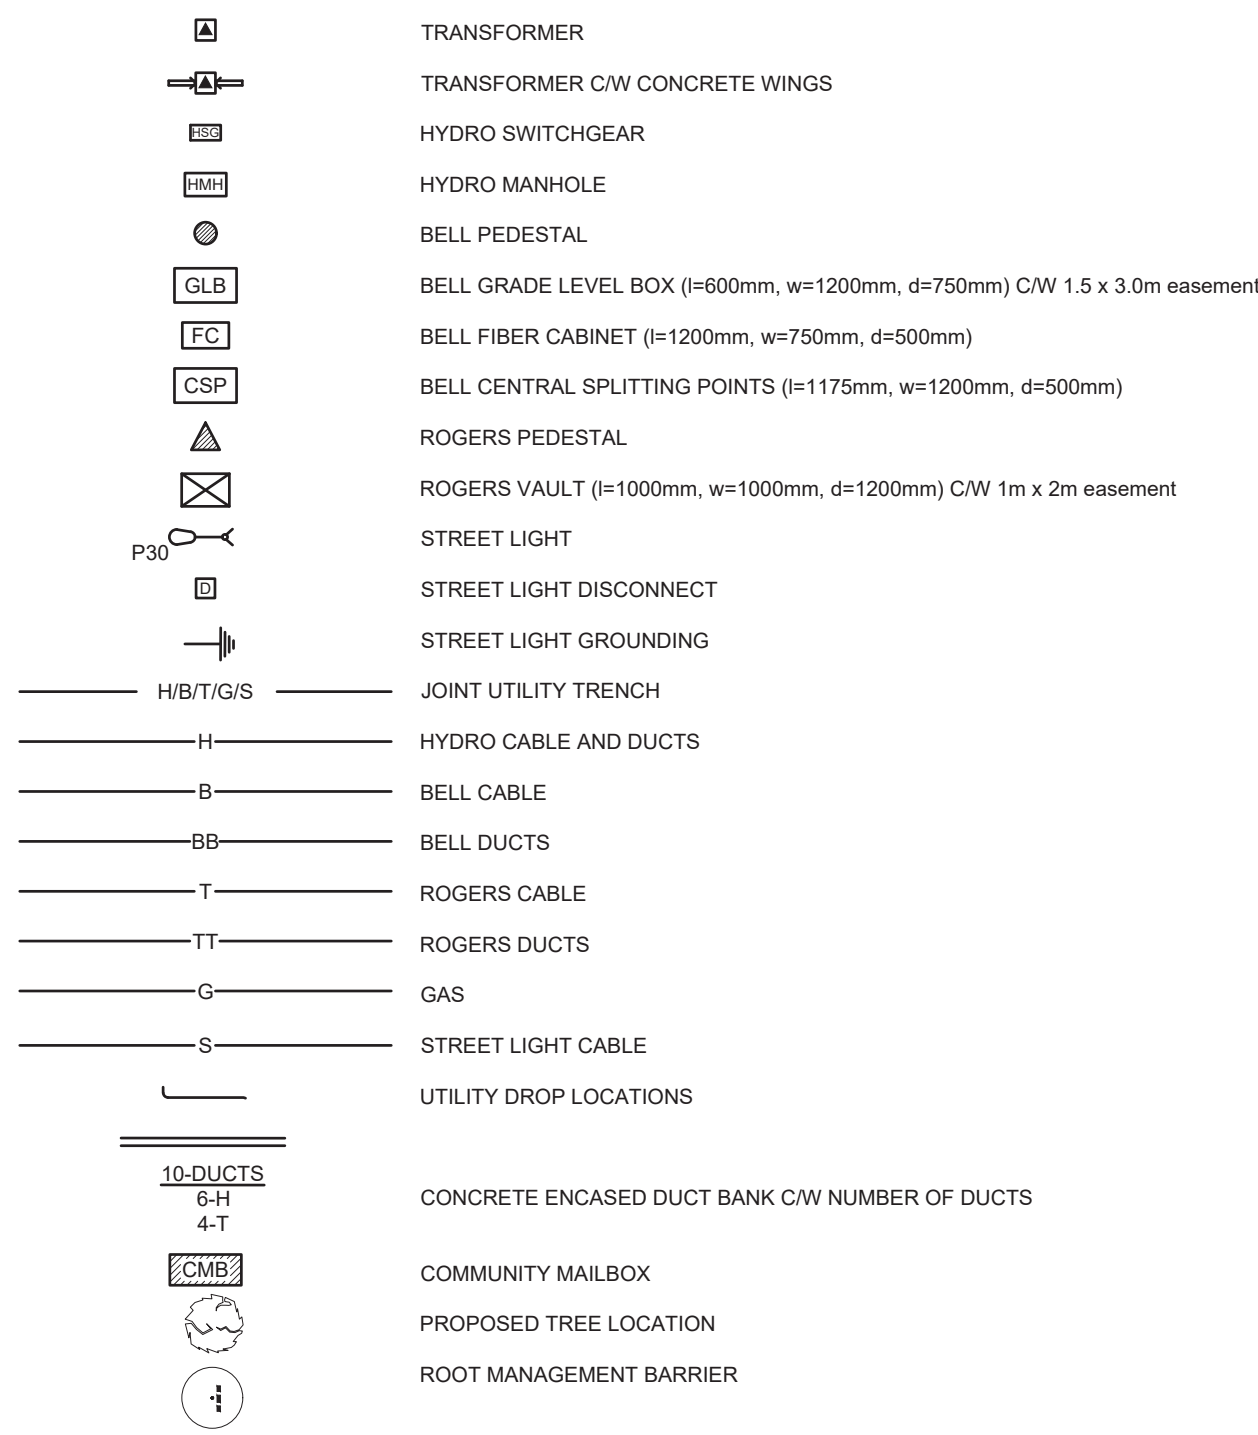 TRANSFORMER
TRANSFORMER C/W CONCRETE WINGS
HSG HYDRO SWITCHGEAR
HMH HYDRO MANHOLE
BELL PEDESTAL
GLB BELL GRADE LEVEL BOX (l=600mm, w=1200mm, d=750mm) C/W 1.5 x 3.0m easement
FC BELL FIBER CABINET (l=1200mm, w=750mm, d=500mm)
CSP BELL CENTRAL SPLITTING POINTS (l=1175mm, w=1200mm, d=500mm)
ROGERS PEDESTAL
ROGERS VAULT (l=1000mm, w=1000mm, d=1200mm) C/W 1m x 2m easement
P30 STREET LIGHT
D STREET LIGHT DISCONNECT
STREET LIGHT GROUNDING
H/B/T/G/S JOINT UTILITY TRENCH
H HYDRO CABLE AND DUCTS
B BELL CABLE
BB BELL DUCTS
T ROGERS CABLE
TT ROGERS DUCTS
G GAS
S STREET LIGHT CABLE
UTILITY DROP LOCATIONS
10-DUCTS
6-H CONCRETE ENCASED DUCT BANK C/W NUMBER OF DUCTS
4-T
CMB COMMUNITY MAILBOX
PROPOSED TREE LOCATION
ROOT MANAGEMENT BARRIER